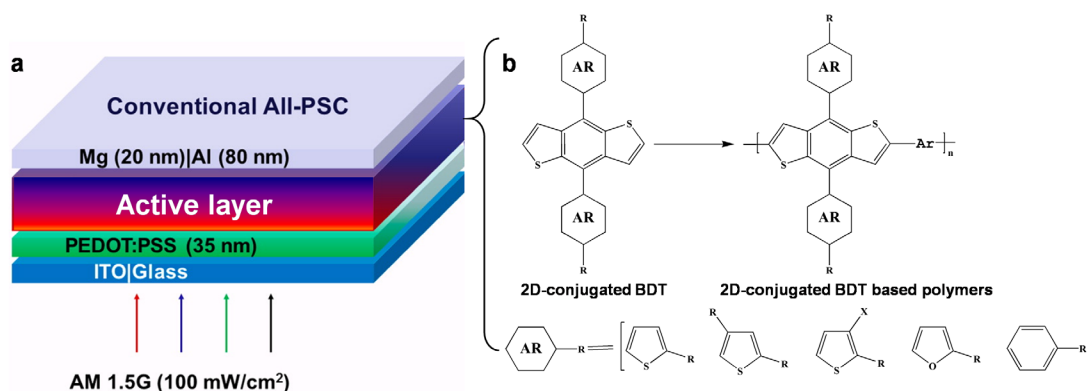 a
Conventional All-PSC
Mg (20 nm)|Al (80 nm)
Active layer
PEDOT:PSS (35 nm)
ITO|Glass
AM 1.5G (100 mW/cm²)
b
R
AR
S
S
AR
R
2D-conjugated BDT
R
AR
S
S
Ar
n
AR
R
2D-conjugated BDT based polymers
AR
R
S
R
R
S
R
X
S
R
O
R
R